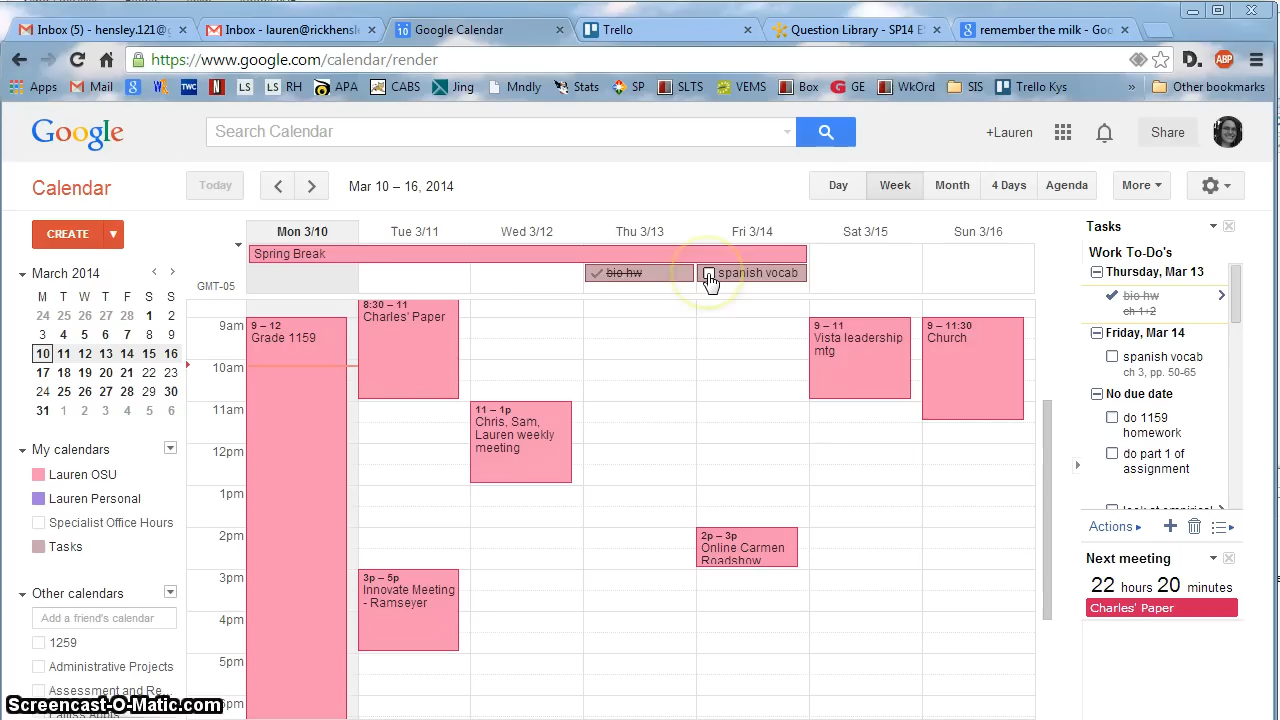 Inbox (5) - hensley.121@
Inbox - lauren@rickhensle
Google Calendar
Trello
Question Library - SP14 E
remember the milk - Goo
https://www.google.com/calendar/render
Apps
Mail
W
TWC
LS
LS RH
APA
CABS
Jing
Mndly
Stats
SP
SLTS
VEMS
Box
GE
WkOrd
SIS
Trello Kys
»
Other bookmarks
D.
ABP
Google
Search Calendar
+Lauren
Share
Calendar
Today
Mar 10 – 16, 2014
Day
Week
Month
4 Days
Agenda
More
CREATE
March 2014
M T W T F S S
24 25 26 27 28 1 2
3 4 5 6 7 8 9
10 11 12 13 14 15 16
17 18 19 20 21 22 23
24 25 26 27 28 29 30
31 1 2 3 4 5 6
My calendars
Lauren OSU
Lauren Personal
Specialist Office Hours
Tasks
Other calendars
Add a friend's calendar
1259
Administrative Projects
Assessment and Re...
Mon 3/10
Tue 3/11
Wed 3/12
Thu 3/13
Fri 3/14
Sat 3/15
Sun 3/16
Spring Break
bio hw
spanish vocab
GMT-05
9am
10am
11am
12pm
1pm
2pm
3pm
4pm
5pm
9 – 12
Grade 1159
8:30 – 11
Charles' Paper
3p – 5p
Innovate Meeting
- Ramseyer
11 – 1p
Chris, Sam,
Lauren weekly
meeting
2p – 3p
Online Carmen
Roadshow
9 – 11
Vista leadership
mtg
9 – 11:30
Church
Tasks
Work To-Do's
Thursday, Mar 13
bio hw
ch 1+2
Friday, Mar 14
spanish vocab
ch 3, pp. 50-65
No due date
do 1159
homework
do part 1 of
assignment
look at empirical
Actions
Next meeting
22 hours 20 minutes
Charles' Paper
Screencast-O-Matic.com